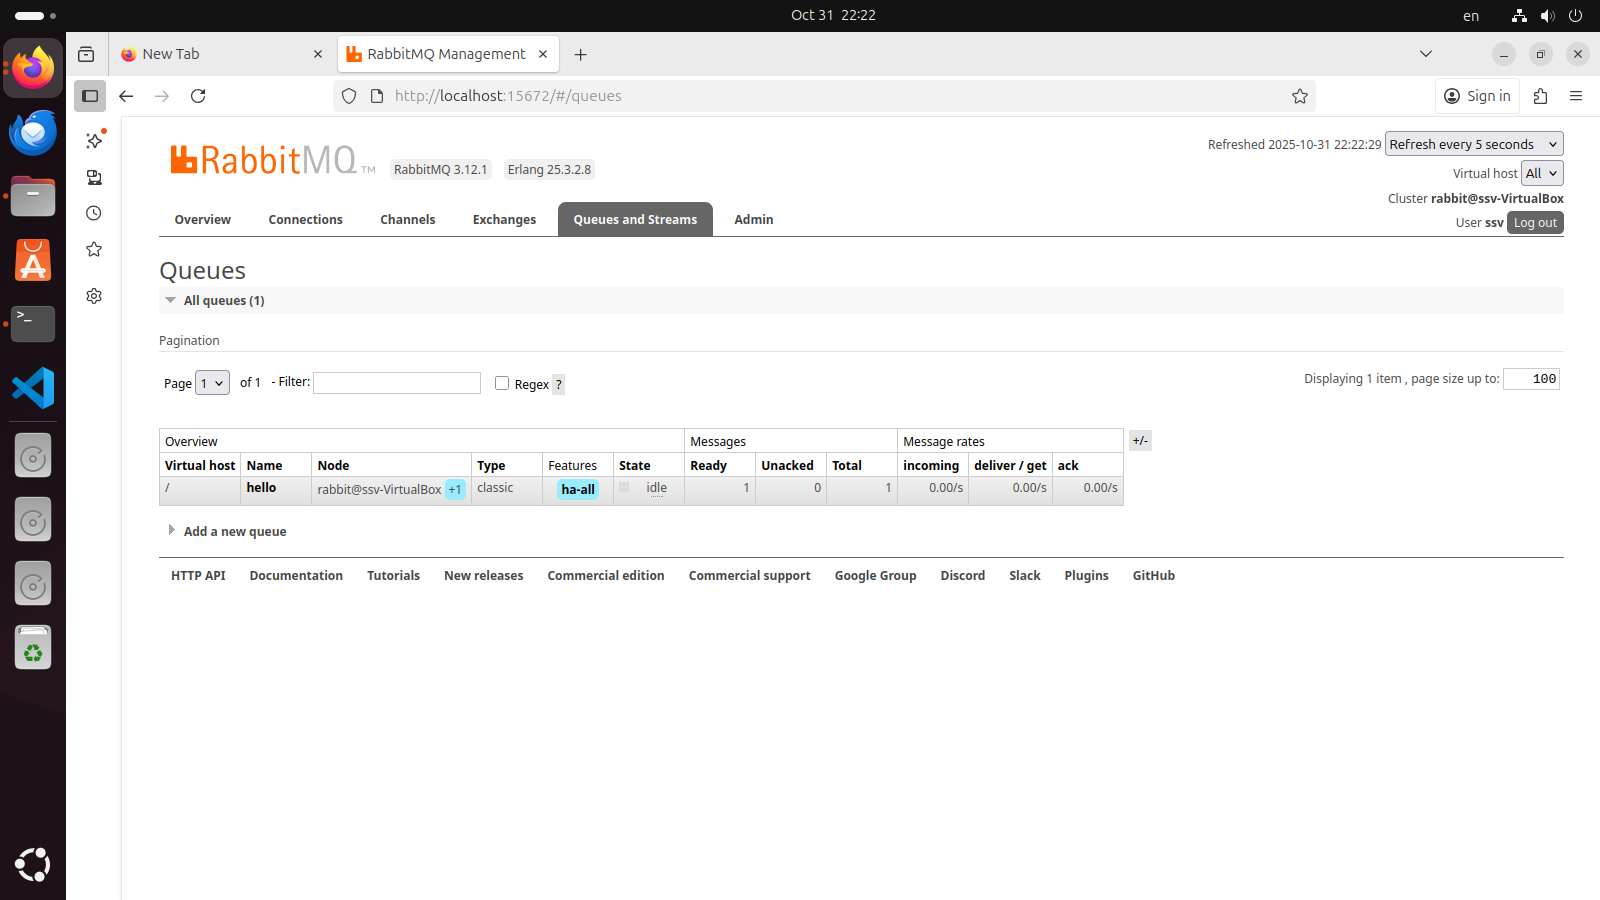 Oct 31 22:22
en
New Tab
RabbitMQ Management
http://localhost:15672/#/queues
Sign in
RabbitMQ TM
RabbitMQ 3.12.1
Erlang 25.3.2.8
Refreshed 2025-10-31 22:22:29 Refresh every 5 seconds
Virtual host All
Cluster rabbit@ssv-VirtualBox
User ssv Log out
Overview Connections Channels Exchanges Queues and Streams Admin
Queues
All queues (1)
Pagination
Page 1 of 1 - Filter: Regex ?
Displaying 1 item , page size up to: 100
Overview Messages Message rates +/-
Virtual host Name Node Type Features State Ready Unacked Total incoming deliver / get ack
/ hello rabbit@ssv-VirtualBox +1 classic ha-all idle 1 0 1 0.00/s 0.00/s 0.00/s
Add a new queue
HTTP API Documentation Tutorials New releases Commercial edition Commercial support Google Group Discord Slack Plugins GitHub